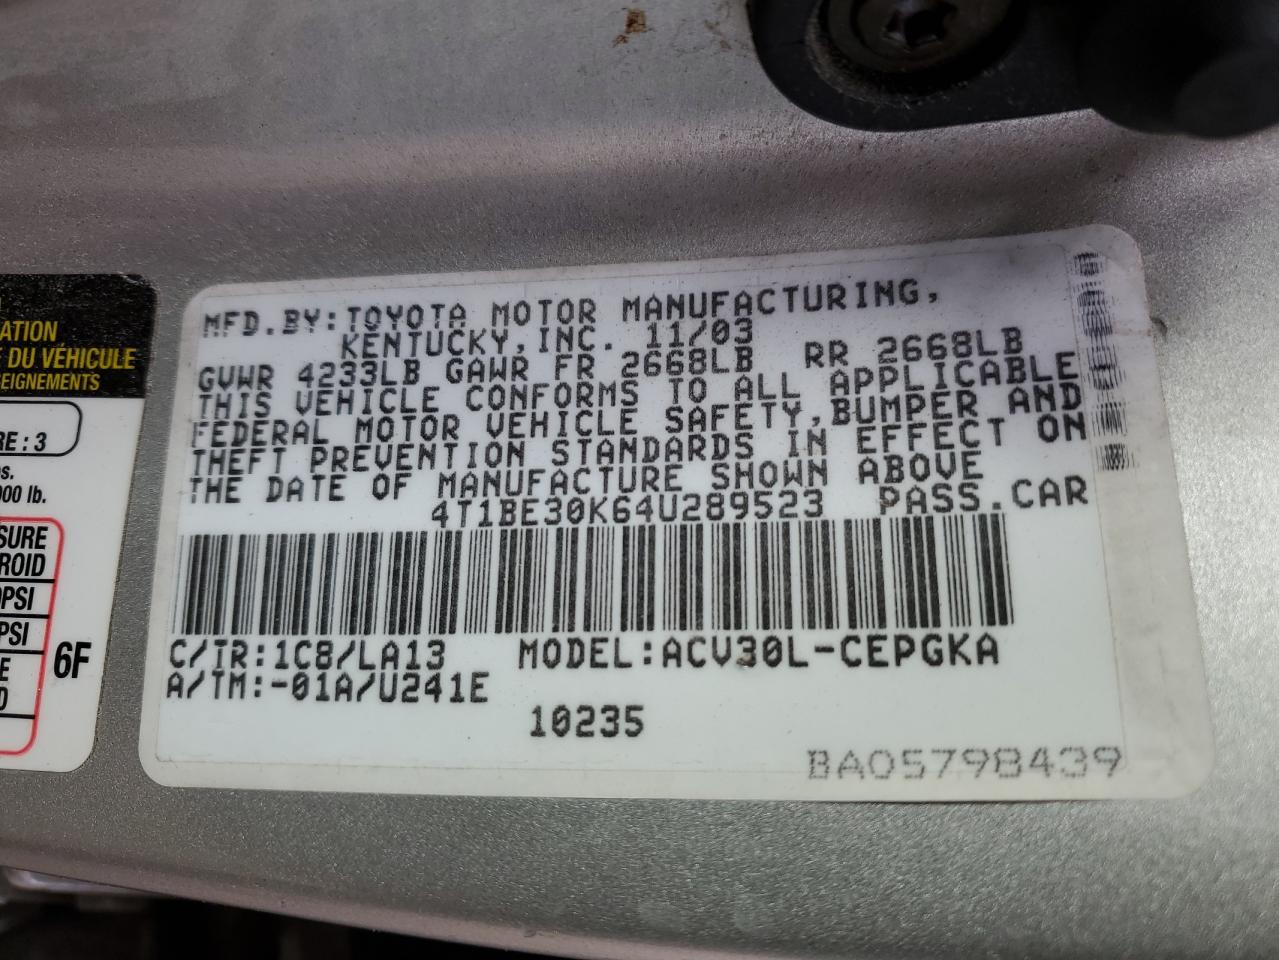 ATION
E DU VÉHICULE
SEIGNEMENTS
RE : 3
os.
000 lb.
SURE
ROID
PSI
PSI
E
D
6F
MFD.BY:TOYOTA MOTOR MANUFACTURING,
KENTUCKY,INC. 11/03
GVWR 4233LB GAWR FR 2668LB RR 2668LB
THIS VEHICLE CONFORMS TO ALL APPLICABLE
FEDERAL MOTOR VEHICLE SAFETY,BUMPER AND
THEFT PREVENTION STANDARDS IN EFFECT ON
THE DATE OF MANUFACTURE SHOWN ABOVE
4T1BE30K64U289523 PASS.CAR
C/TR:1C8/LA13 MODEL:ACV30L-CEPGKA
A/TM:-01A/U241E
10235
BA05798439